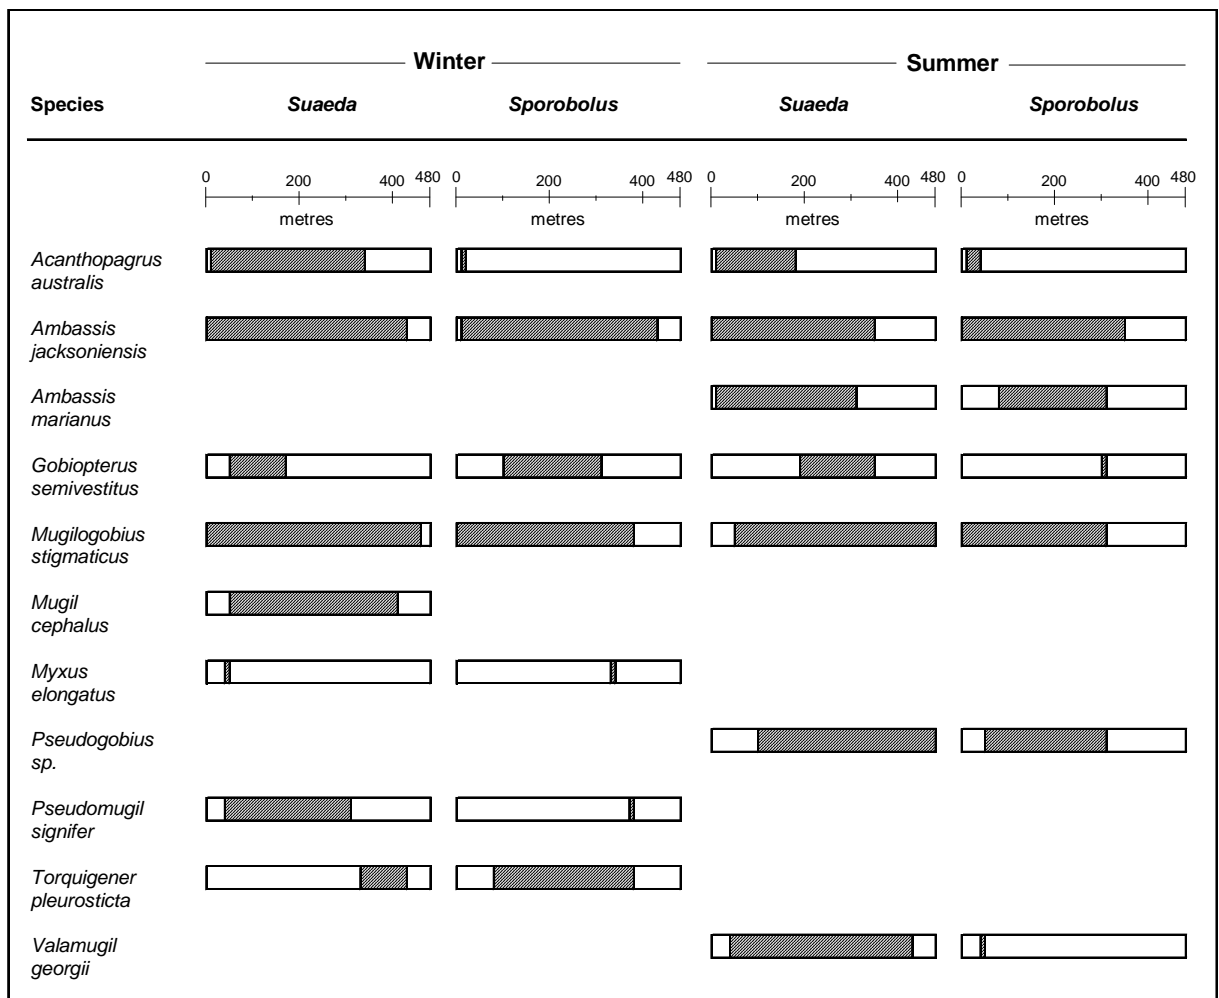 Winter Summer
Species Suaeda Sporobolus Suaeda Sporobolus
0 200 400 480 0 200 400 480 0 200 400 480 0 200 400 480
metres metres metres metres
Acanthopagrus
australis
Ambassis
jacksoniensis
Ambassis
marianus
Gobiopterus
semivestitus
Mugilogobius
stigmaticus
Mugil
cephalus
Myxus
elongatus
Pseudogobius
sp.
Pseudomugil
signifer
Torquigener
pleurosticta
Valamugil
georgii